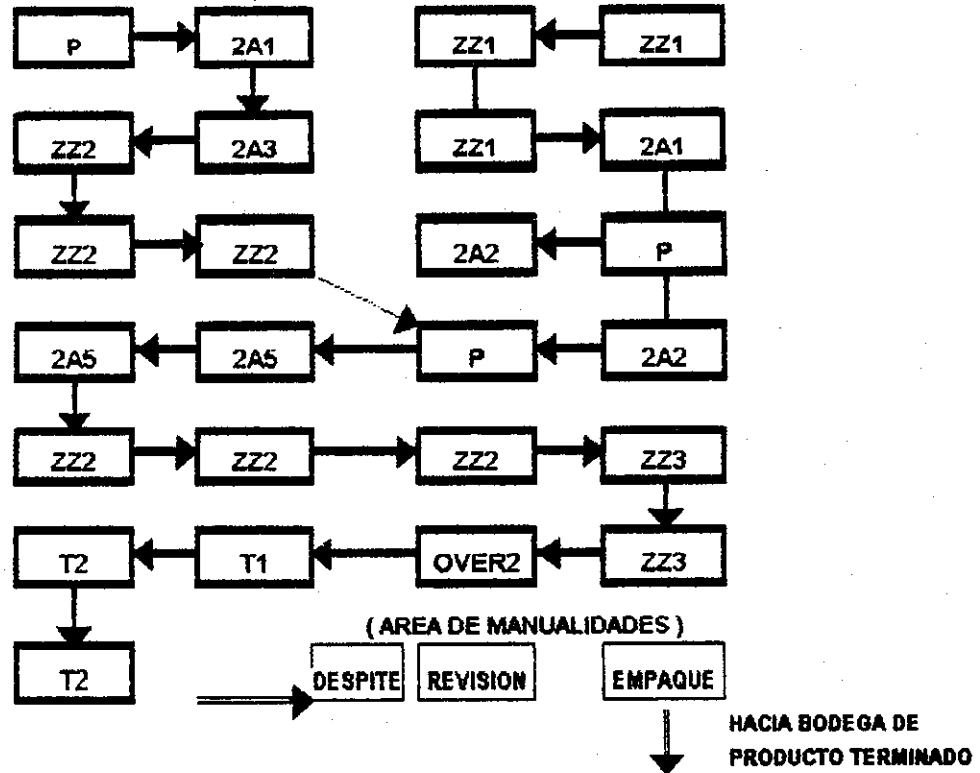 P 2A1 ZZ1 ZZ1
ZZ2 2A3 ZZ1 2A1
ZZ2 ZZ2 2A2 P
2A5 2A5 P 2A2
ZZ2 ZZ2 ZZ2 ZZ3
T2 T1 OVER2 ZZ3
( AREA DE MANUALIDADES )
T2 DESPITE REVISION EMPAQUE
HACIA BODEGA DE
PRODUCTO TERMINADO